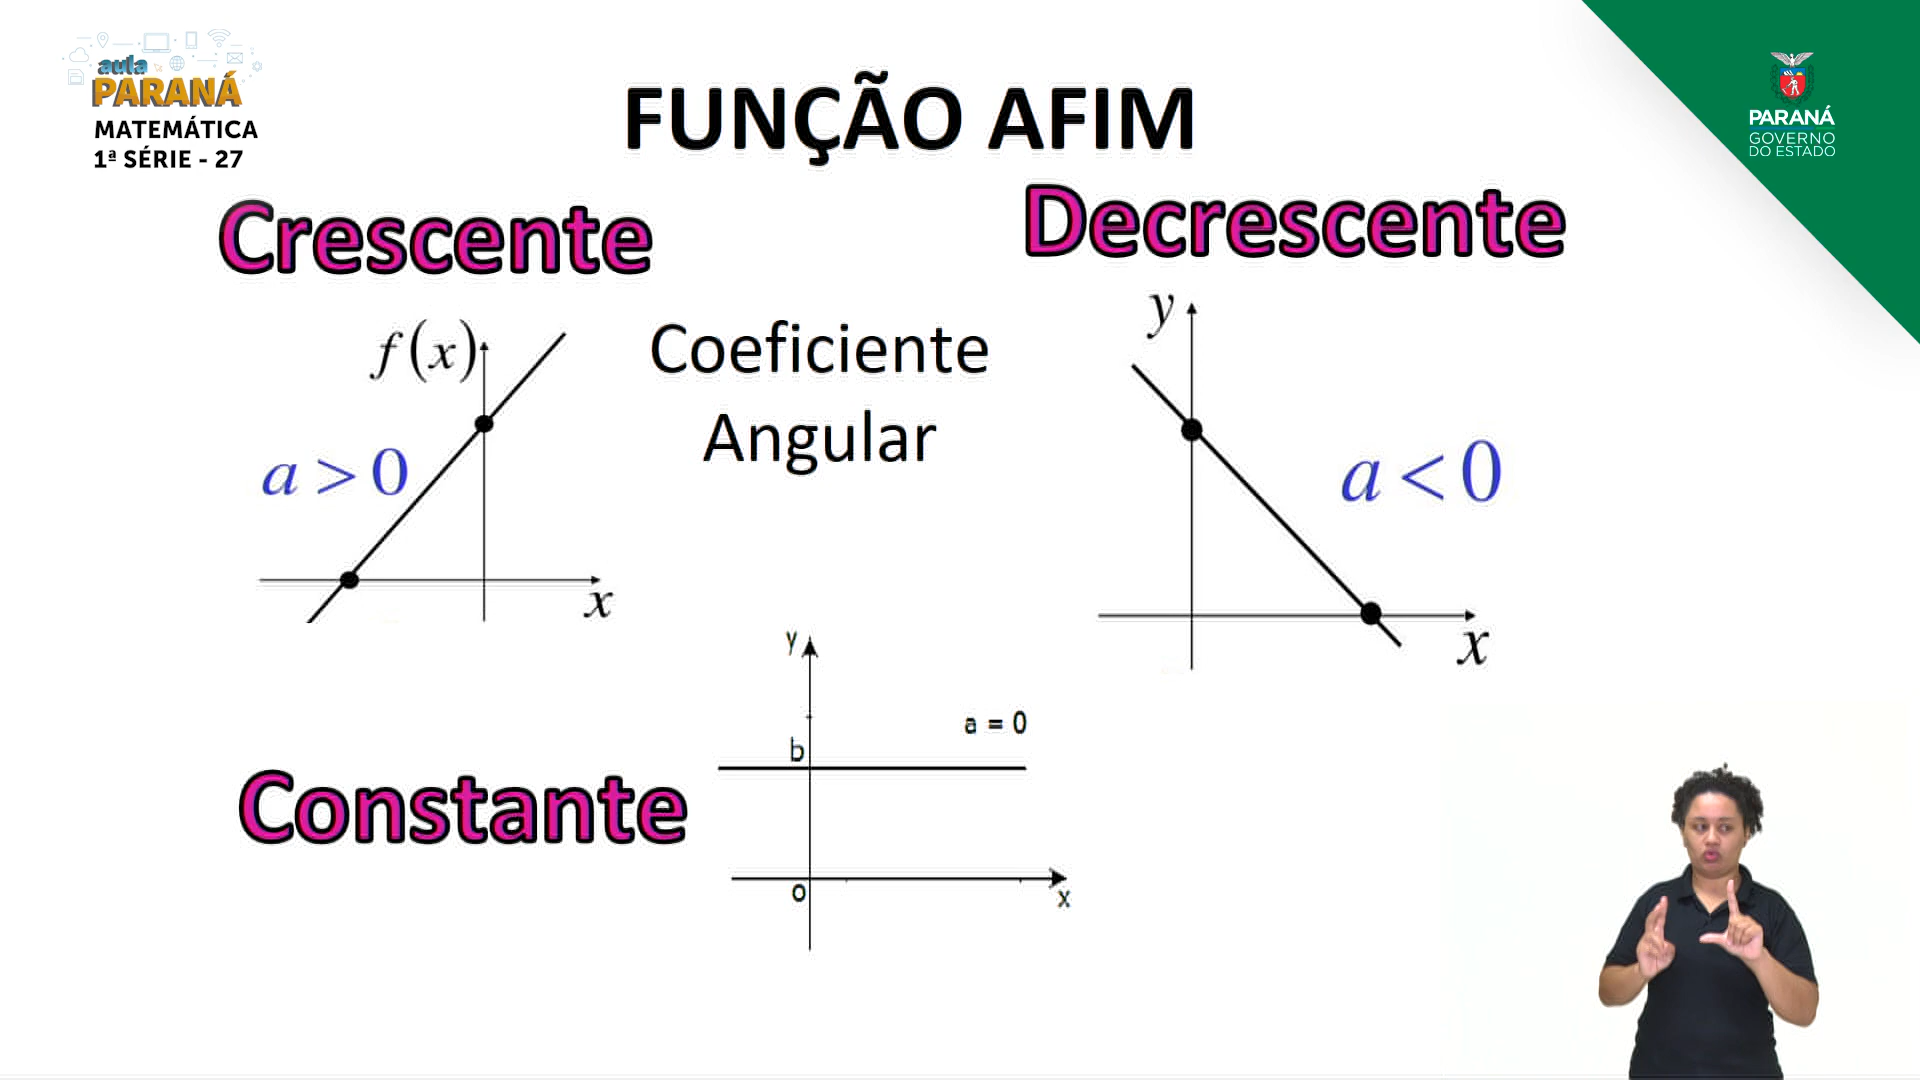 aula
PARANÁ
MATEMÁTICA
1ª SÉRIE - 27
FUNÇÃO AFIM
PARANÁ
GOVERNO
DO ESTADO
Crescente
Decrescente
f(x)
a > 0
x
Coeficiente
Angular
y
a < 0
x
Constante
y
a = 0
b
o
x